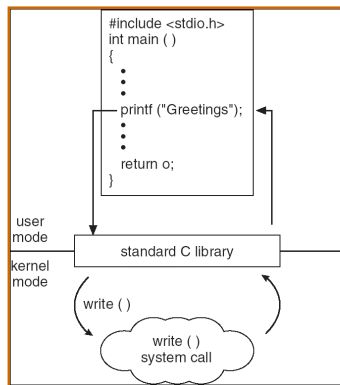 #include <stdio.h>
int main ( )
{
•
•
•
printf ("Greetings");
•
•
•
return o;
}
user
mode
standard C library
kernel
mode
write ( )
write ( )
system call